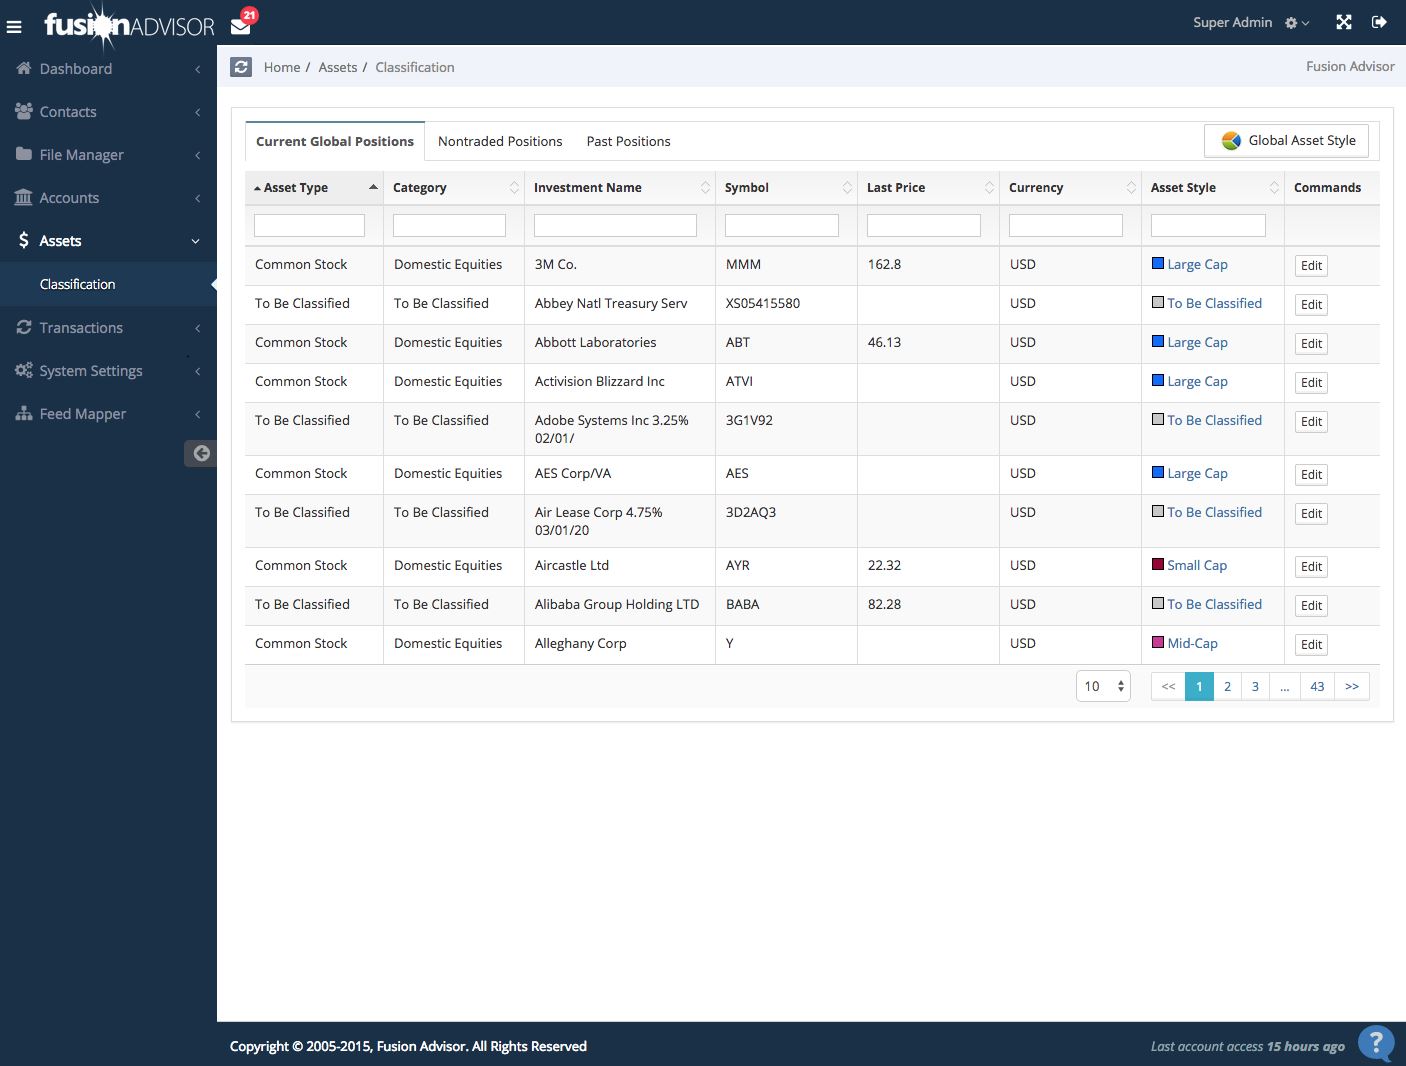 fusionADVISOR
21
Super Admin
Dashboard
Contacts
File Manager
Accounts
$ Assets
Classification
Transactions
System Settings
Feed Mapper
Home / Assets / Classification
Fusion Advisor
Current Global Positions Nontraded Positions Past Positions
Global Asset Style
Asset Type Category Investment Name Symbol Last Price Currency Asset Style Commands
Common Stock Domestic Equities 3M Co. MMM 162.8 USD Large Cap Edit
To Be Classified To Be Classified Abbey Natl Treasury Serv XS05415580 USD To Be Classified Edit
Common Stock Domestic Equities Abbott Laboratories ABT 46.13 USD Large Cap Edit
Common Stock Domestic Equities Activision Blizzard Inc ATVI USD Large Cap Edit
To Be Classified To Be Classified Adobe Systems Inc 3.25% 3G1V92 USD To Be Classified Edit
02/01/
Common Stock Domestic Equities AES Corp/VA AES USD Large Cap Edit
To Be Classified To Be Classified Air Lease Corp 4.75% 3D2AQ3 USD To Be Classified Edit
03/01/20
Common Stock Domestic Equities Aircastle Ltd AYR 22.32 USD Small Cap Edit
To Be Classified To Be Classified Alibaba Group Holding LTD BABA 82.28 USD To Be Classified Edit
Common Stock Domestic Equities Alleghany Corp Y USD Mid-Cap Edit
10 << 1 2 3 ... 43 >>
Copyright © 2005-2015, Fusion Advisor. All Rights Reserved
Last account access 15 hours ago
?